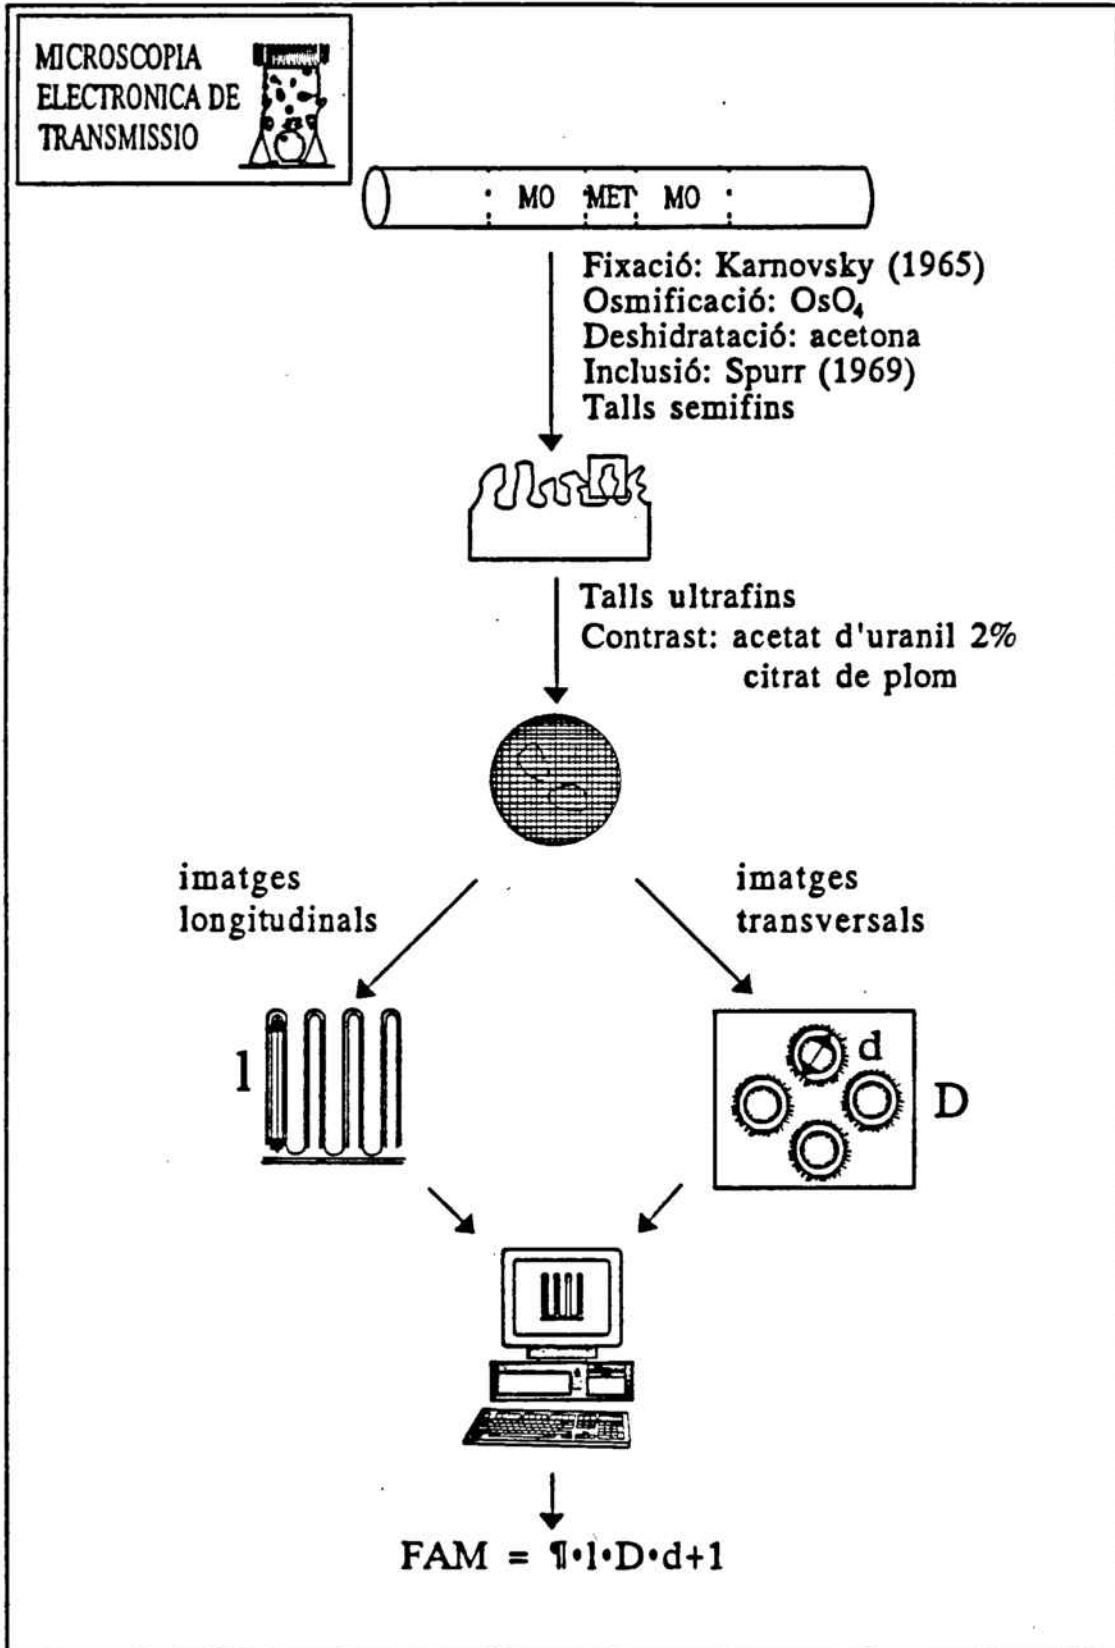 MICROSCOPIA
ELECTRONICA DE
TRANSMISSIO
MO MET MO
Fixació: Karnovsky (1965)
Osmificació: OsO₄
Deshidratació: acetona
Inclusió: Spurr (1969)
Talls semifins
Talls ultrafins
Contrast: acetat d'uranil 2%
citrat de plom
imatges
longitudinals
imatges
transversals
l
d
D
FAM = ¶•l•D•d+1